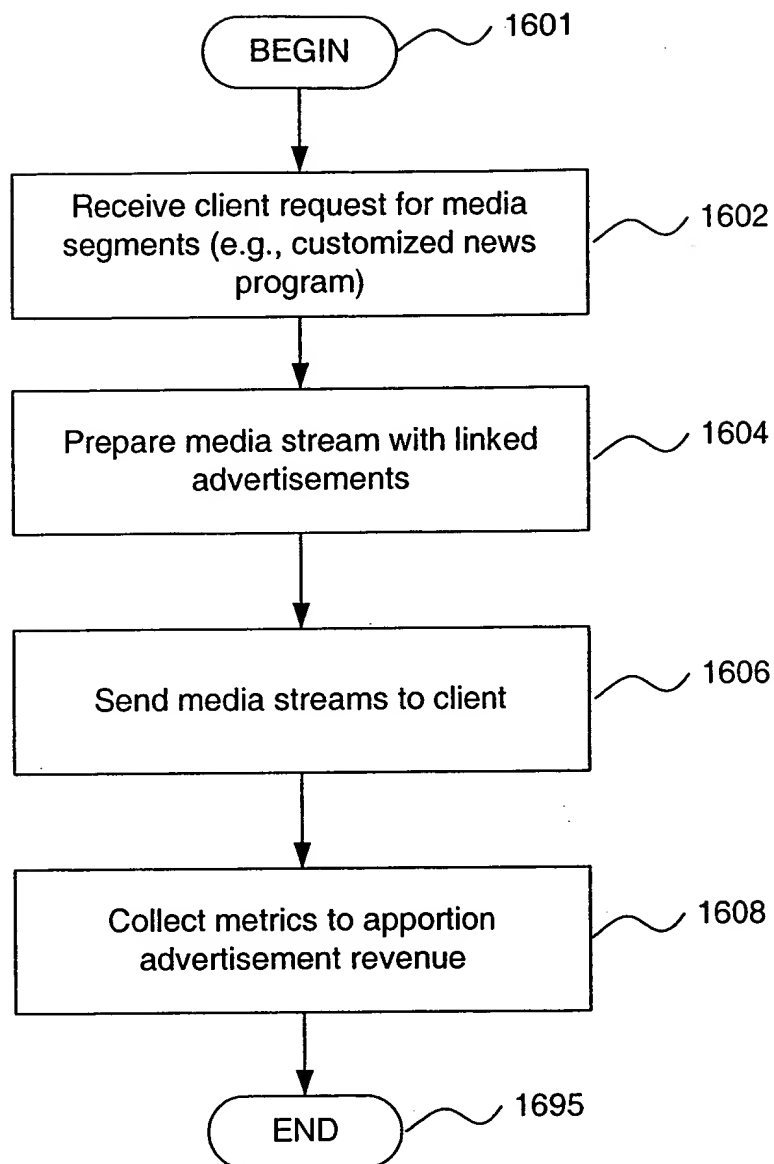 BEGIN
1601
Receive client request for media
segments (e.g., customized news
program)
1602
Prepare media stream with linked
advertisements
1604
Send media streams to client
1606
Collect metrics to apportion
advertisement revenue
1608
END
1695